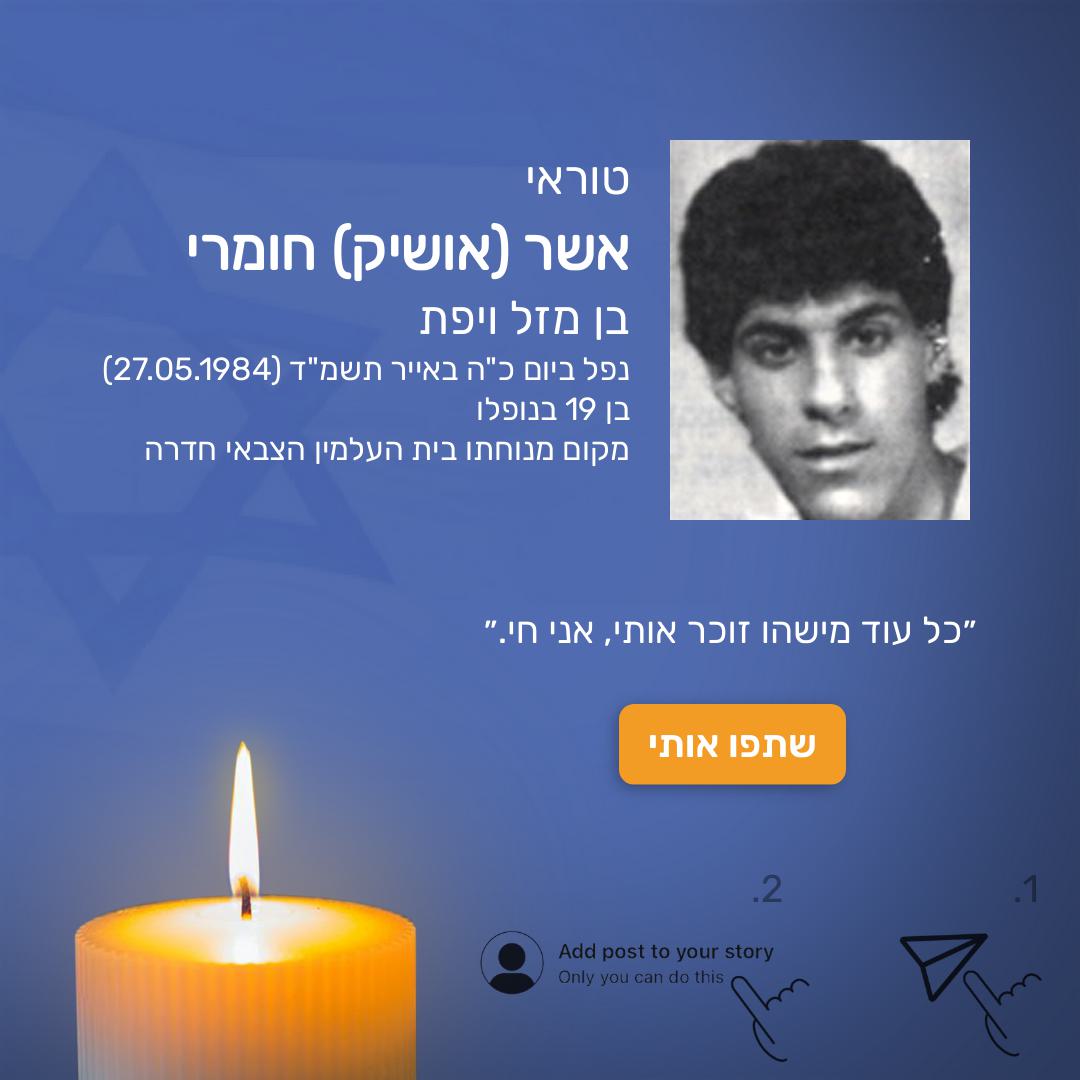 טוראי
אשר (אושיק) חומרי
בן מזל ויפת
נפל ביום כ"ה באייר תשמ"ד (27.05.1984)
בן 19 בנופלו
מקום מנוחתו בית העלמין הצבאי חדרה
״כל עוד מישהו זוכר אותי, אני חי.״
שתפו אותי
.1
.2
Add post to your story
Only you can do this